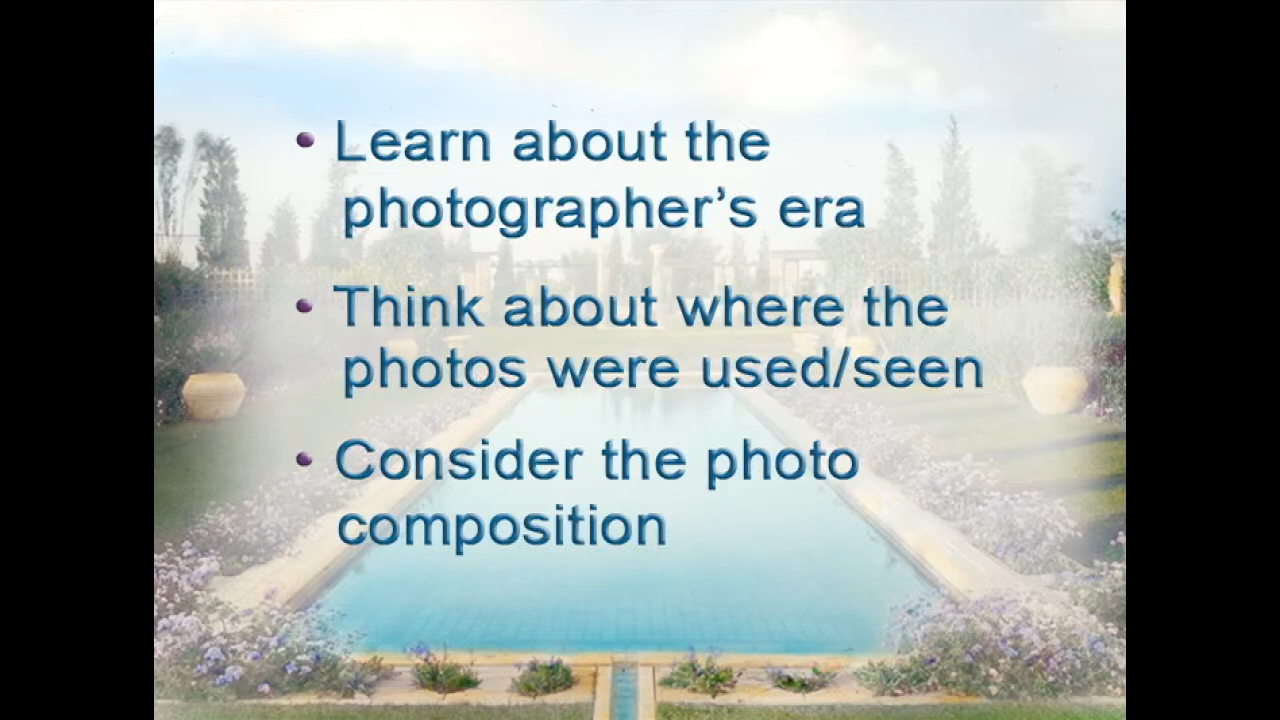 • Learn about the
photographer’s era
• Think about where the
photos were used/seen
• Consider the photo
composition